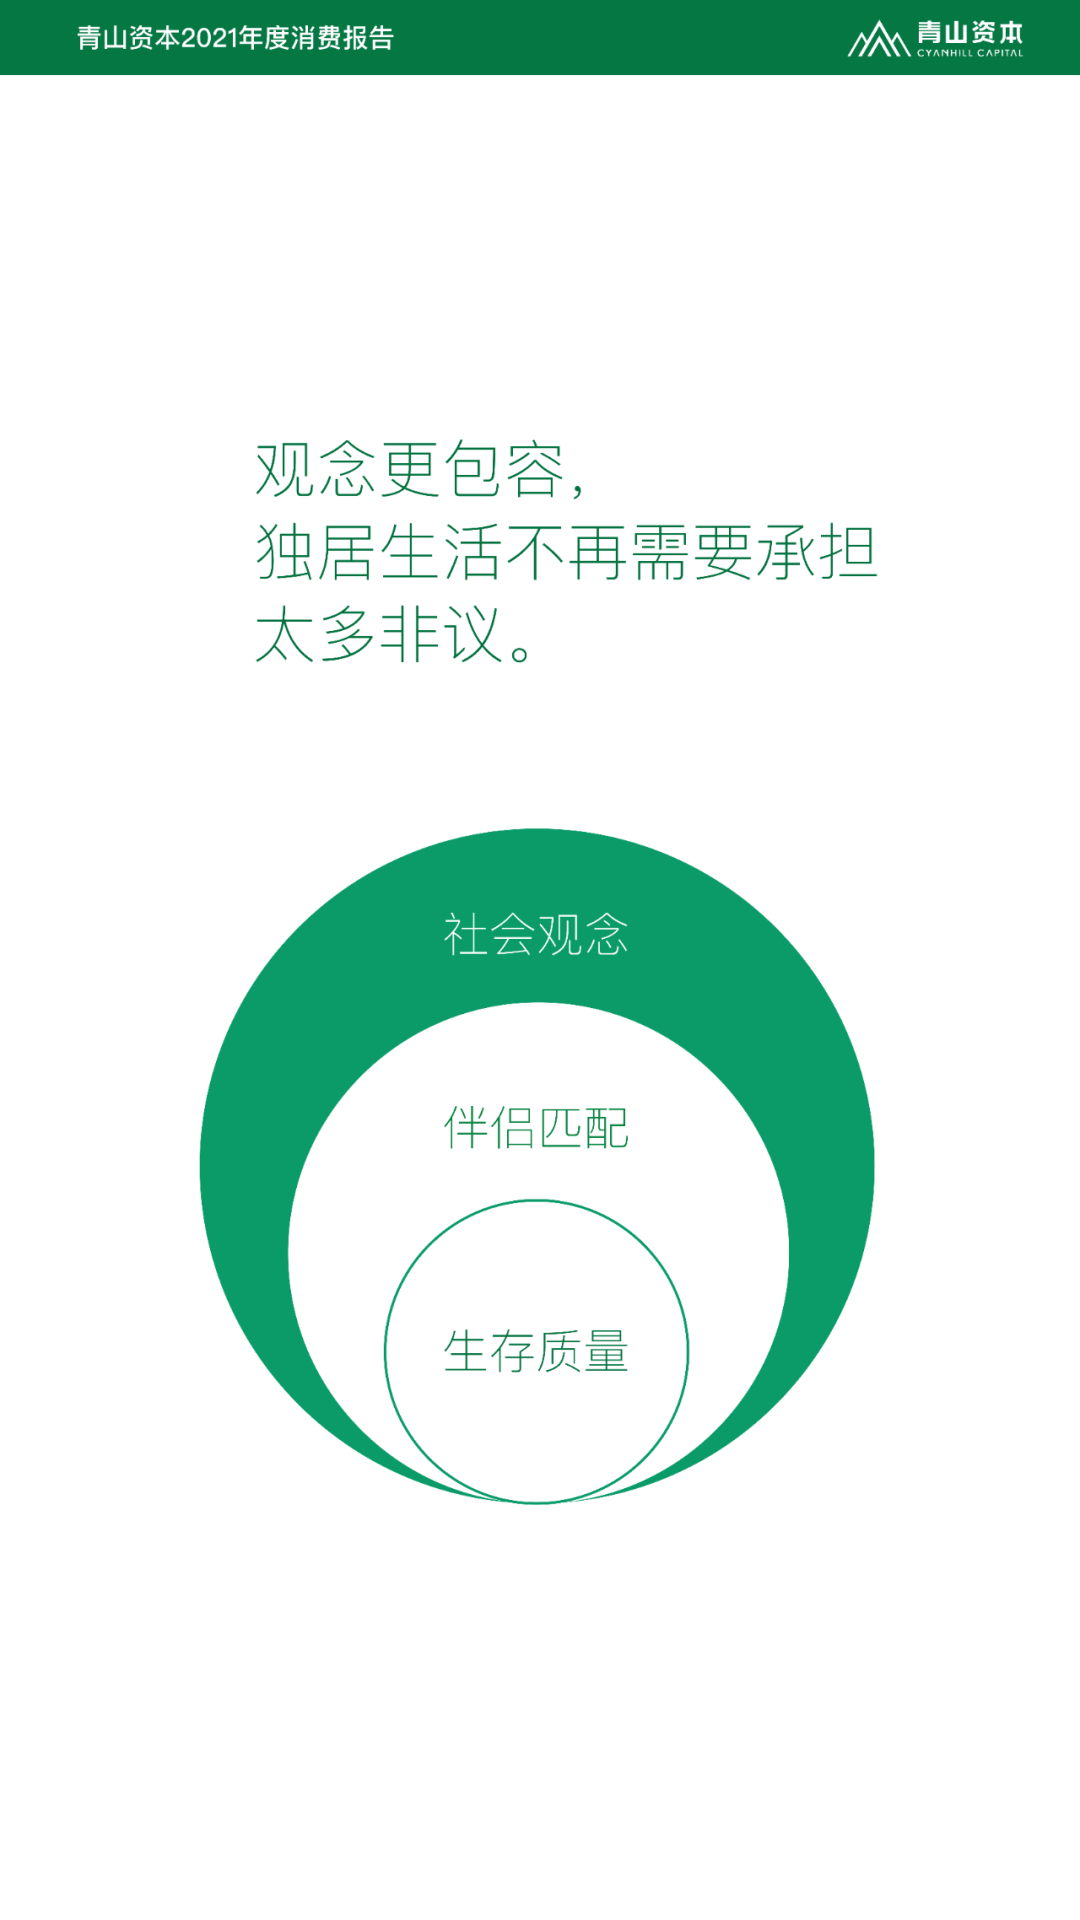 青山资本2021年度消费报告
青山资本
CYANHILL CAPITAL
观念更包容，
独居生活不再需要承担
太多非议。
社会观念
伴侣匹配
生存质量